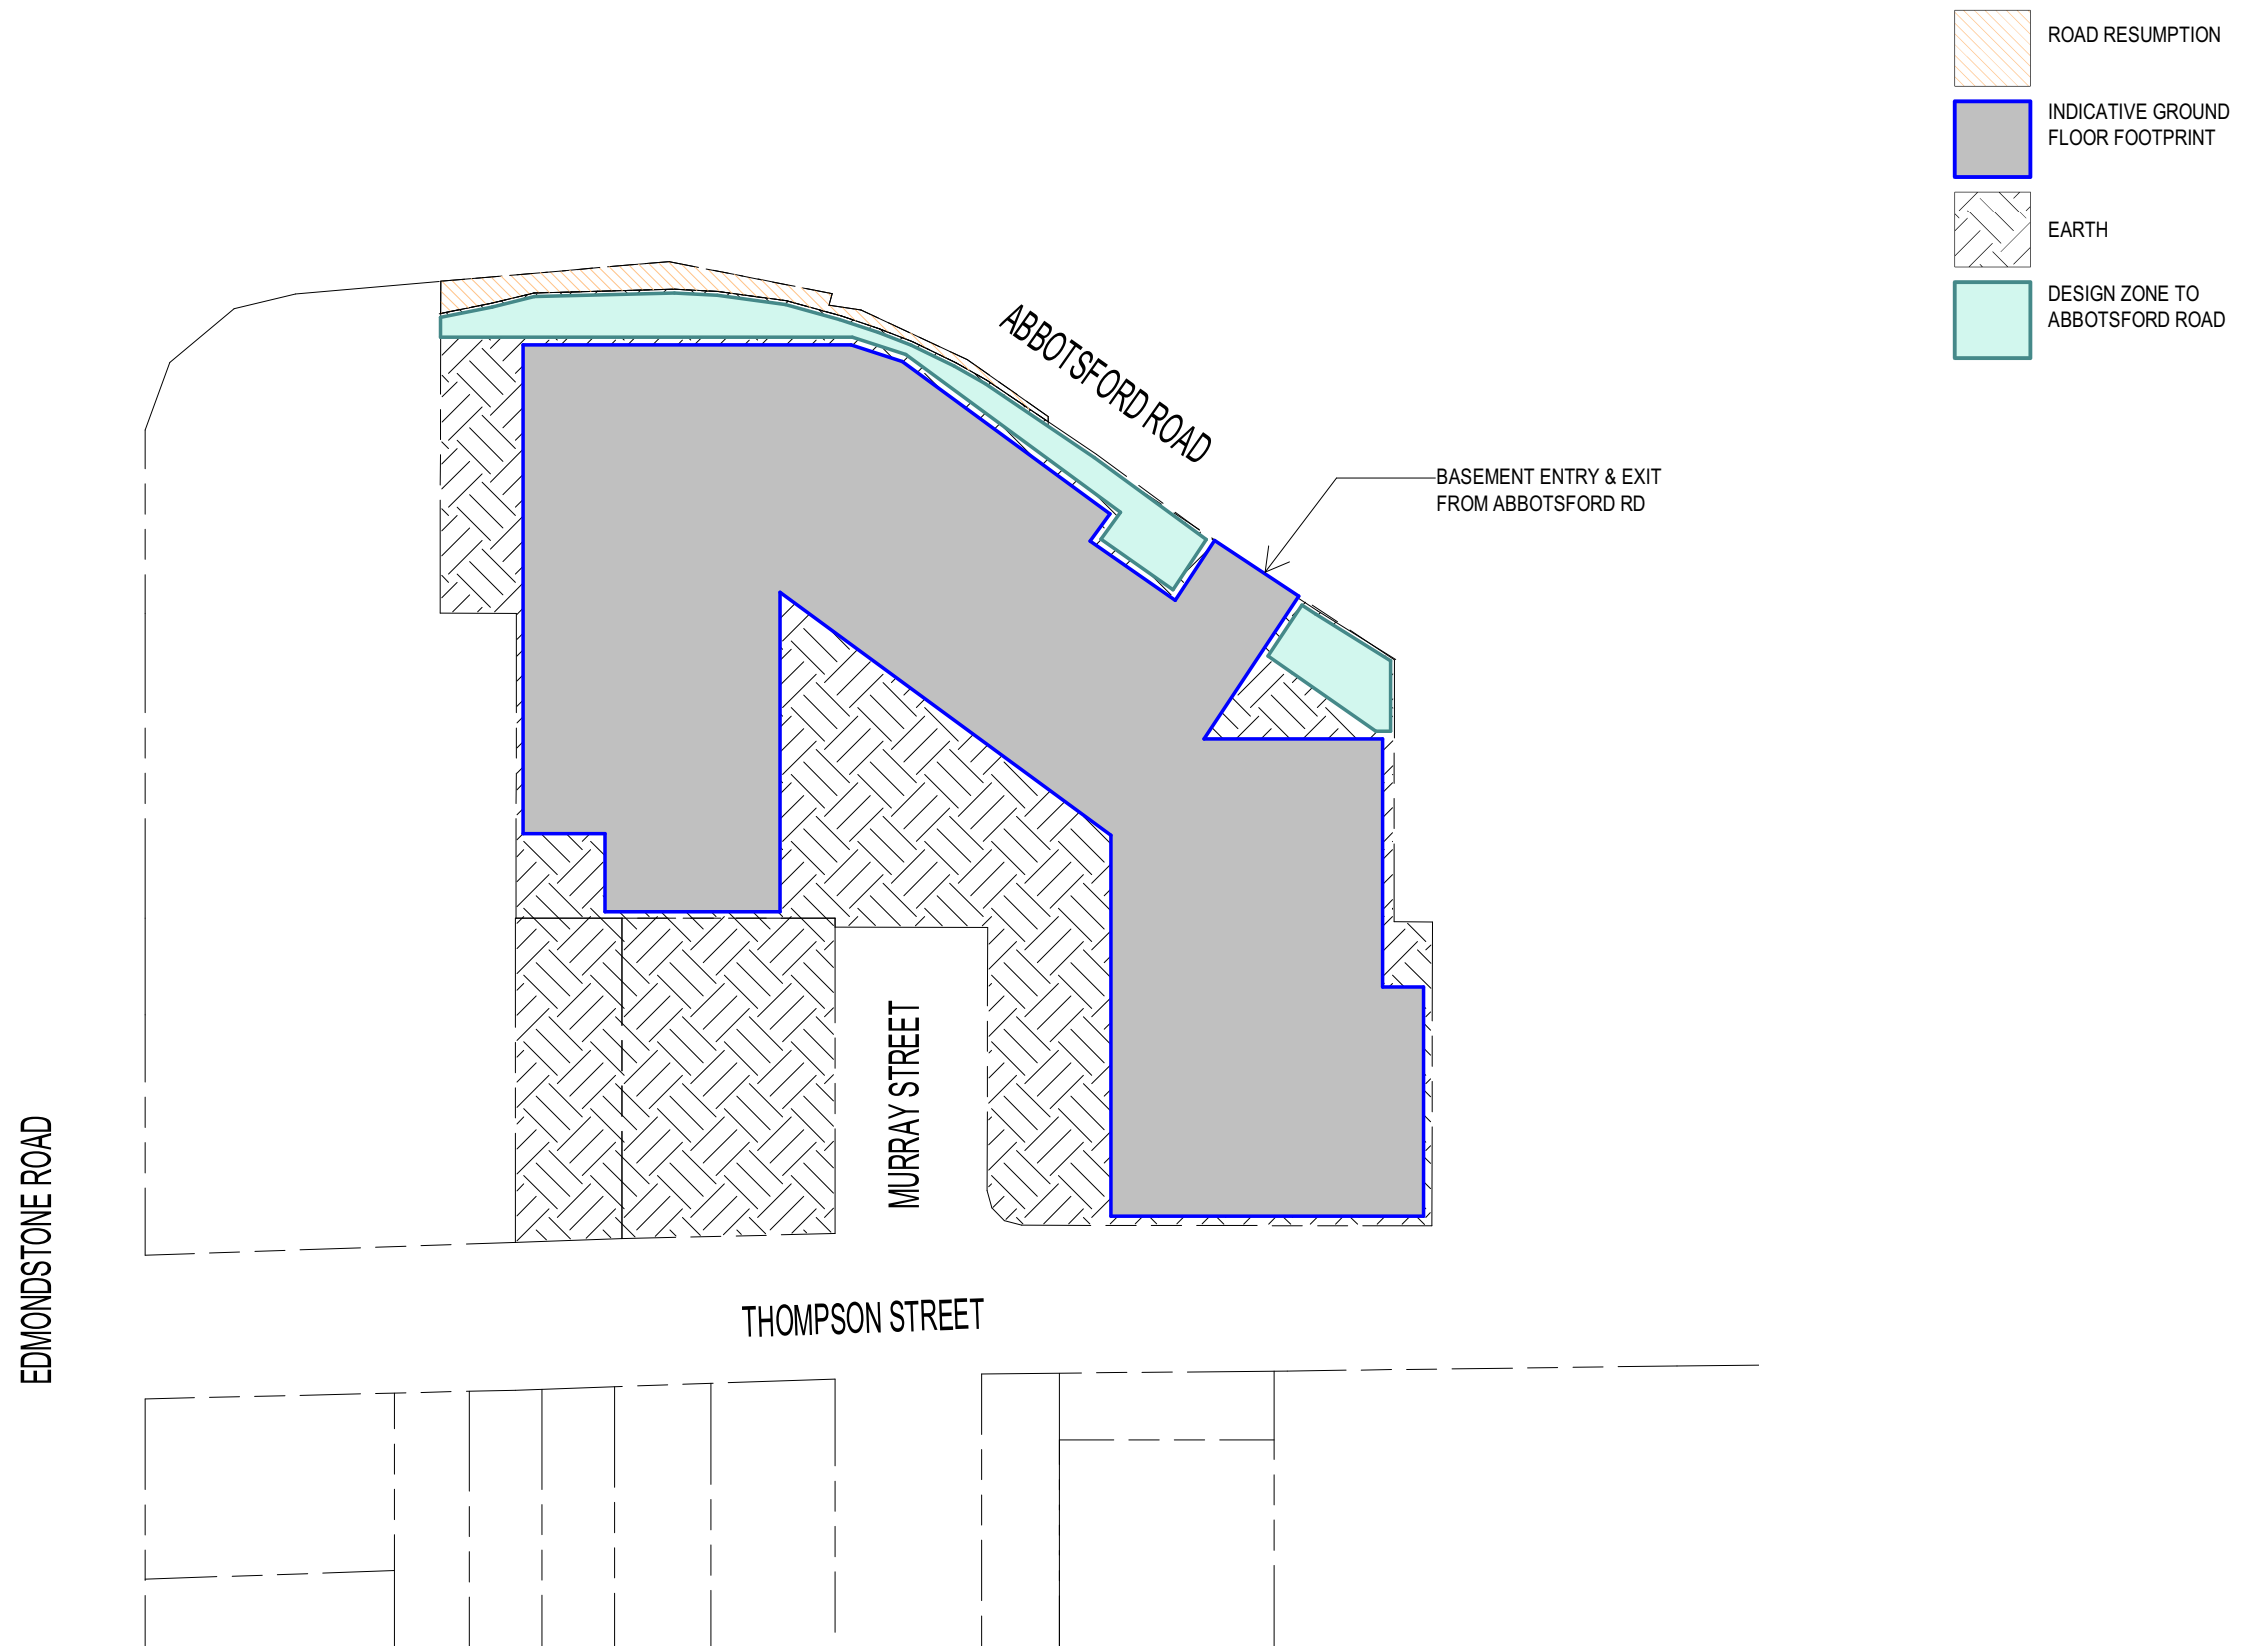 ROAD RESUMPTION
INDICATIVE GROUND
FLOOR FOOTPRINT
EARTH
DESIGN ZONE TO
ABBOTSFORD ROAD
ABBOTSFORD ROAD
BASEMENT ENTRY & EXIT
FROM ABBOTSFORD RD
MURRAY STREET
EDMONDSTONE ROAD
THOMPSON STREET